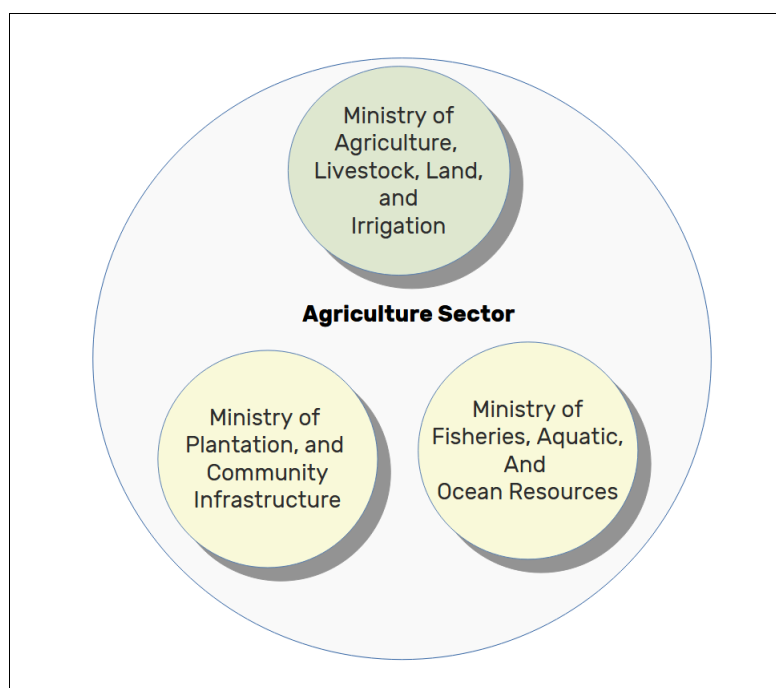 Ministry of
Agriculture,
Livestock, Land,
and
Irrigation
Agriculture Sector
Ministry of
Plantation, and
Community
Infrastructure
Ministry of
Fisheries, Aquatic,
And
Ocean Resources